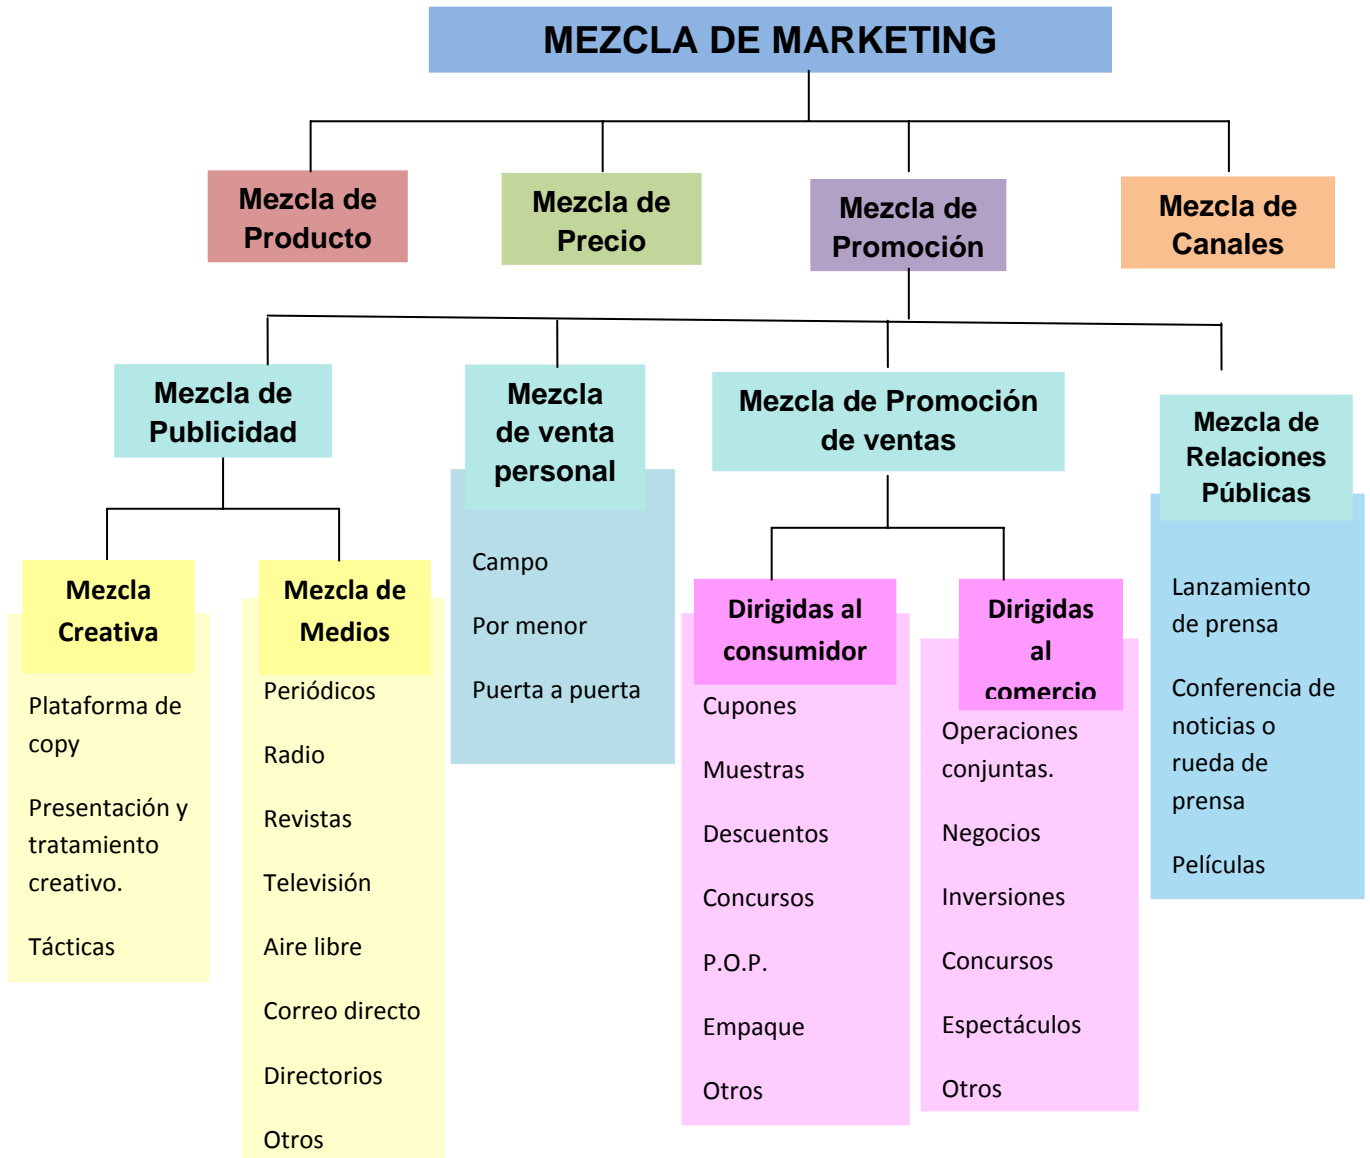 MEZCLA DE MARKETING
Mezcla de
Producto
Mezcla de
Precio
Mezcla de
Promoción
Mezcla de
Canales
Mezcla de
Publicidad
Mezcla
de venta
personal
Mezcla de Promoción
de ventas
Mezcla de
Relaciones
Públicas
Mezcla
Creativa
Plataforma de
copy
Presentación y
tratamiento
creativo.
Tácticas
Mezcla de
Medios
Periódicos
Radio
Revistas
Televisión
Aire libre
Correo directo
Directorios
Otros
Campo
Por menor
Puerta a puerta
Dirigidas al
consumidor
Cupones
Muestras
Descuentos
Concursos
P.O.P.
Empaque
Otros
Dirigidas
al
comercio
Operaciones
conjuntas.
Negocios
Inversiones
Concursos
Espectáculos
Otros
Lanzamiento
de prensa
Conferencia de
noticias o
rueda de
prensa
Películas